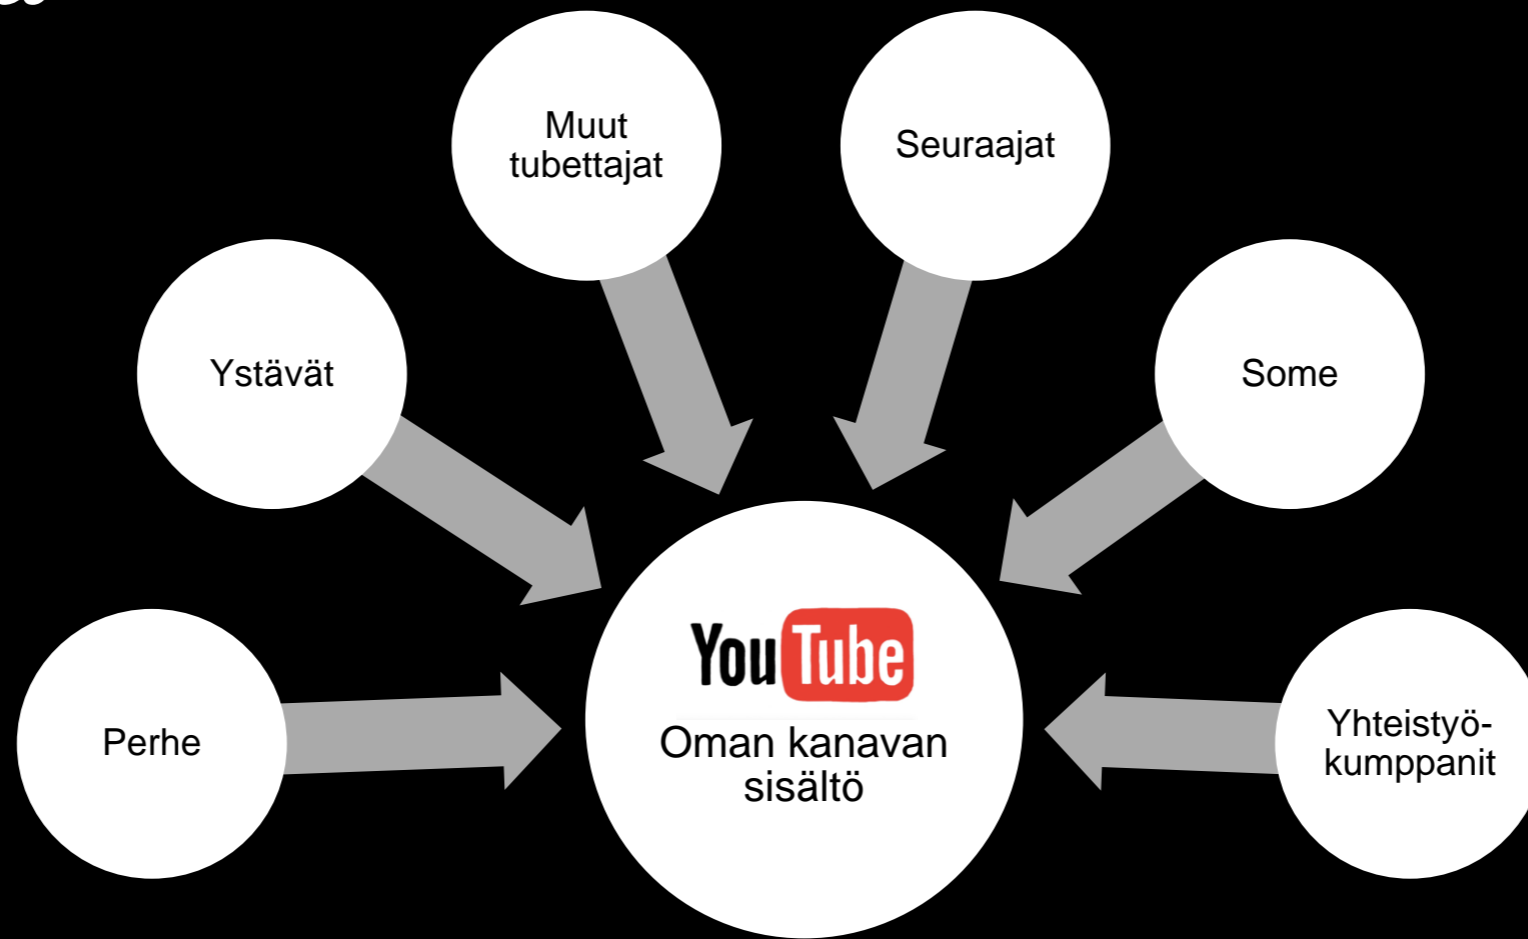 Muut
tubettajat
Seuraajat
Ystävät
Some
Perhe
YouTube
Oman kanavan
sisältö
Yhteistyö-
kumppanit